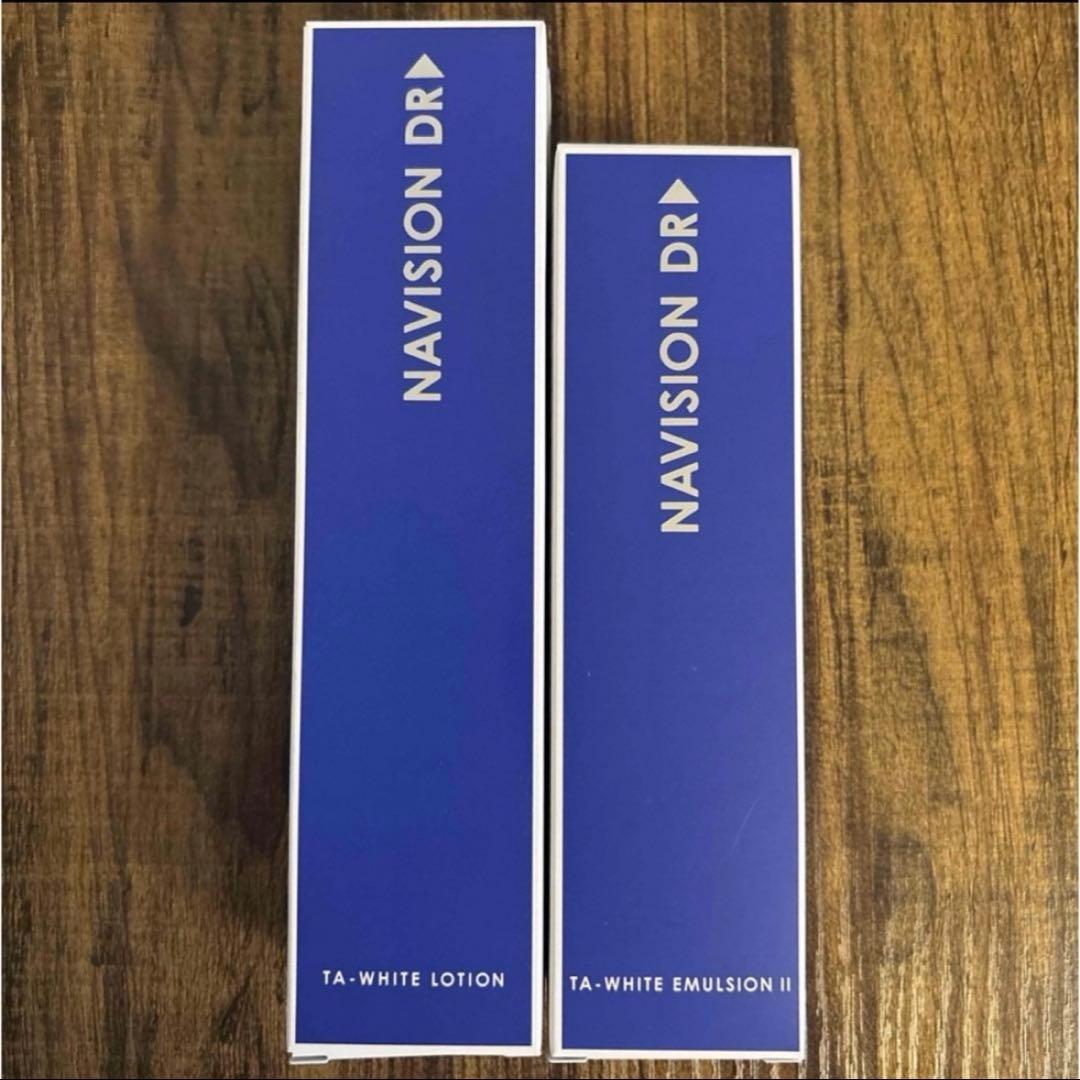 NAVISION DR
TA-WHITE LOTION
NAVISION DR
TA-WHITE EMULSION II